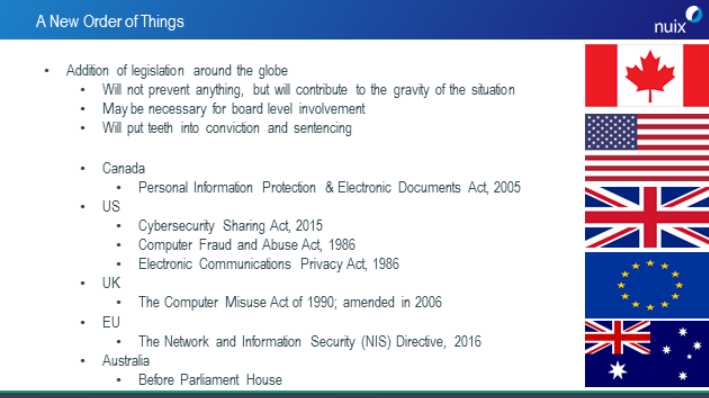 A New Order of Things
nuix
• Addition of legislation around the globe
• Will not prevent anything, but will contribute to the gravity of the situation
• May be necessary for board level involvement
• Will put teeth into conviction and sentencing
• Canada
• Personal Information Protection & Electronic Documents Act, 2005
• US
• Cybersecurity Sharing Act, 2015
• Computer Fraud and Abuse Act, 1986
• Electronic Communications Privacy Act, 1986
• UK
• The Computer Misuse Act of 1990; amended in 2006
• EU
• The Network and Information Security (NIS) Directive, 2016
• Australia
• Before Parliament House